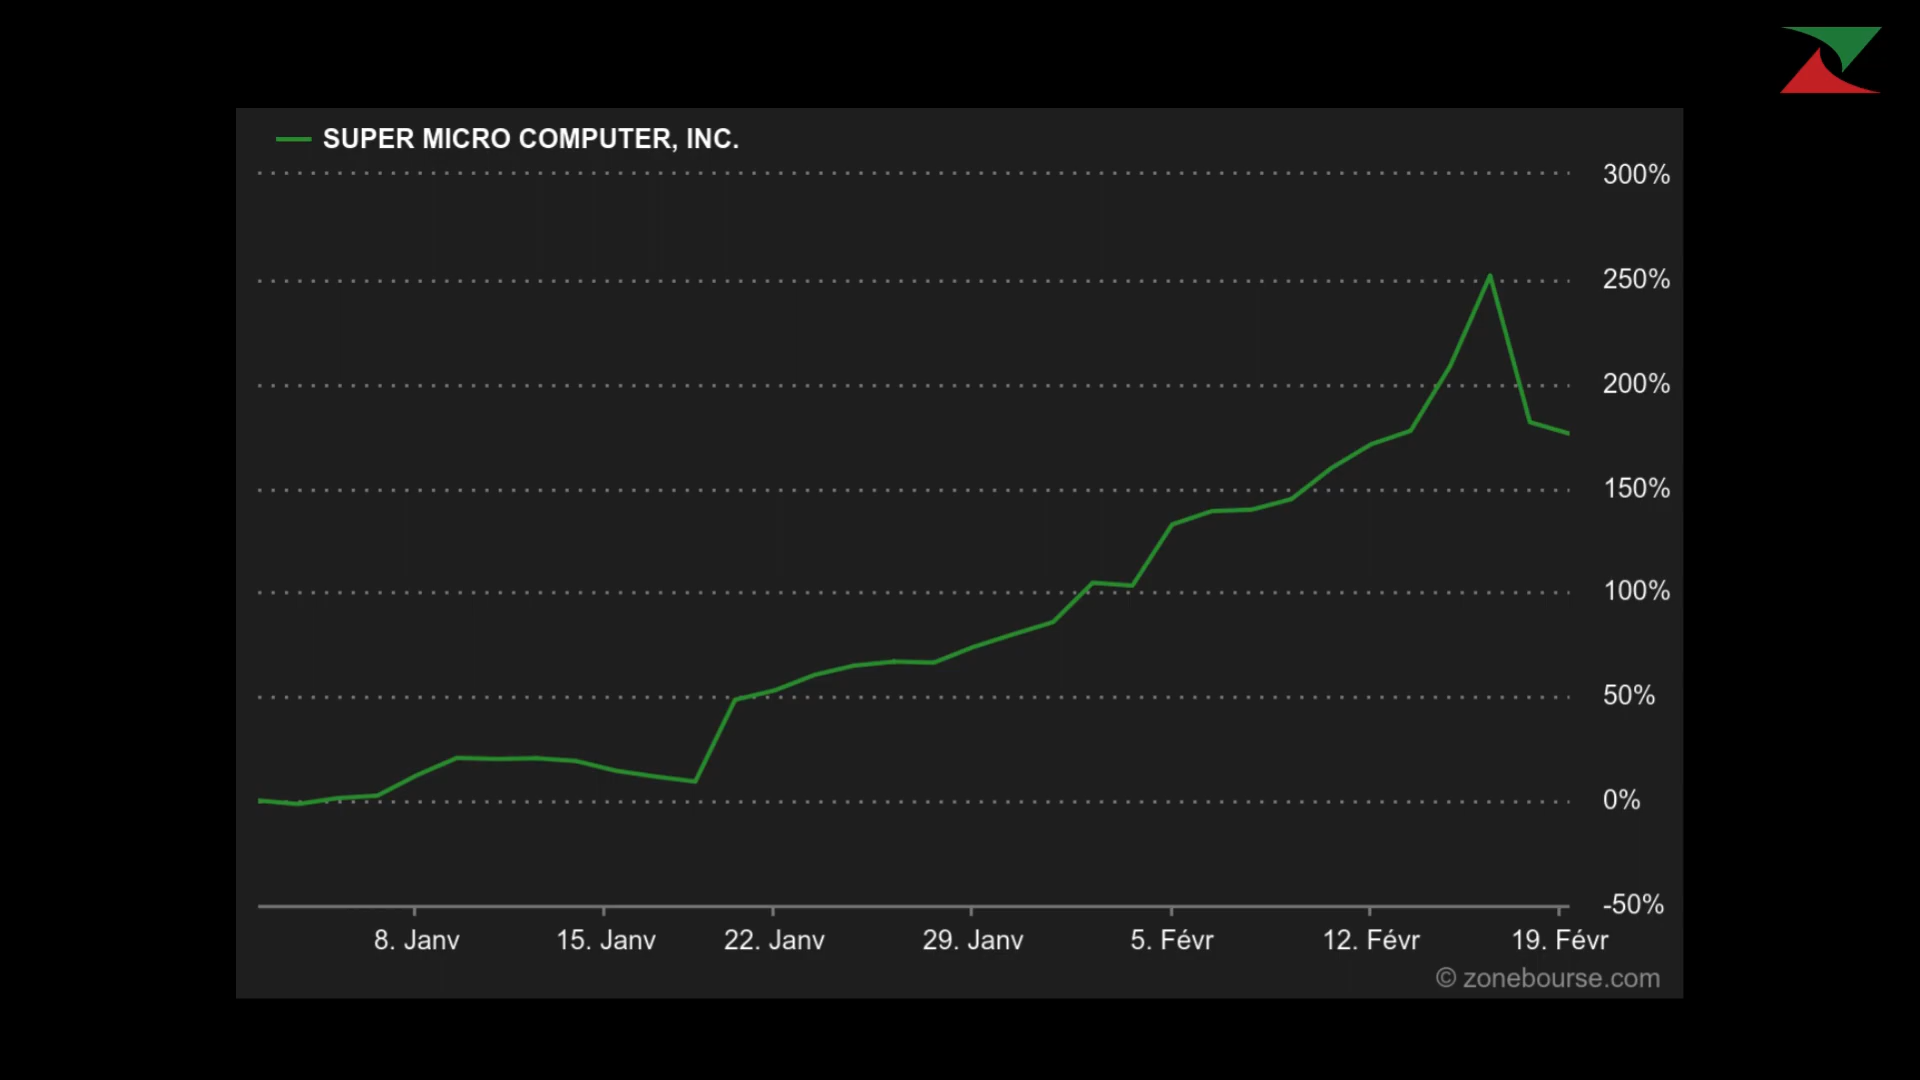 SUPER MICRO COMPUTER, INC.
300%
250%
200%
150%
100%
50%
0%
-50%
8. Janv 15. Janv 22. Janv 29. Janv 5. Févr 12. Févr 19. Févr
© zonebourse.com